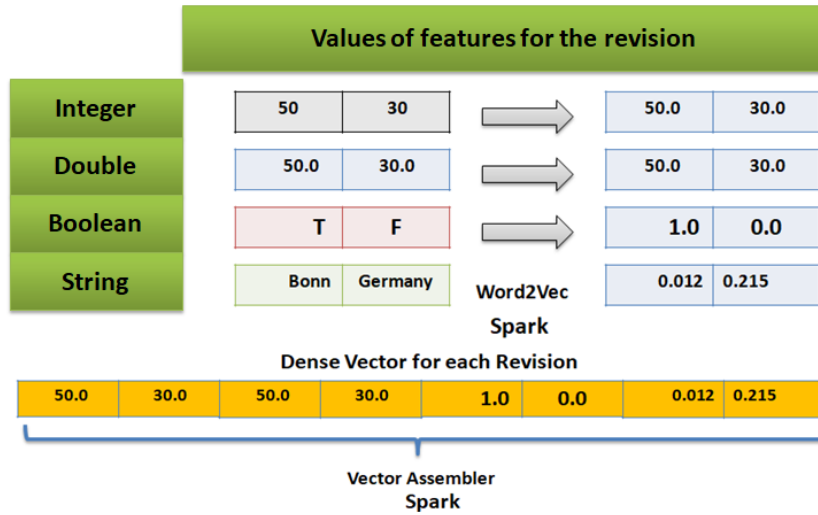 Values of features for the revision
Integer 50 30 50.0 30.0
Double 50.0 30.0 50.0 30.0
Boolean T F 1.0 0.0
String Bonn Germany Word2Vec 0.012 0.215
Spark
Dense Vector for each Revision
50.0 30.0 50.0 30.0 1.0 0.0 0.012 0.215
Vector Assembler
Spark